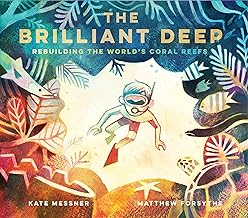 THE
BRILLIANT DEEP
REBUILDING THE WORLD'S CORAL REEFS
KATE MESSNER
MATTHEW FORSYTHE